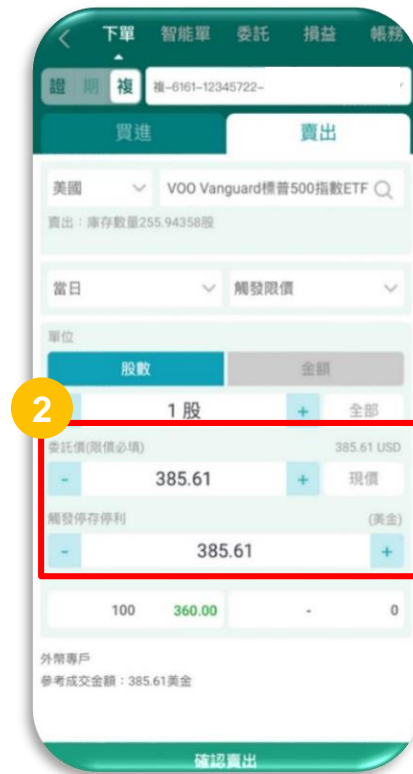 下單 智能單 委託 損益 帳務
證 期 複 複-6161-12345722-
買進 賣出
美國 VOO Vanguard標普500指數ETF
賣出：庫存數量255.94358股
當日 觸發限價
單位
股數 金額
2
1 股 + 全部
委託價(限價必填) 385.61 USD
- 385.61 + 現價
觸發停存停利 (美金)
- 385.61 +
100 360.00 - 0
外幣專戶
參考成交金額：385.61美金
確認賣出